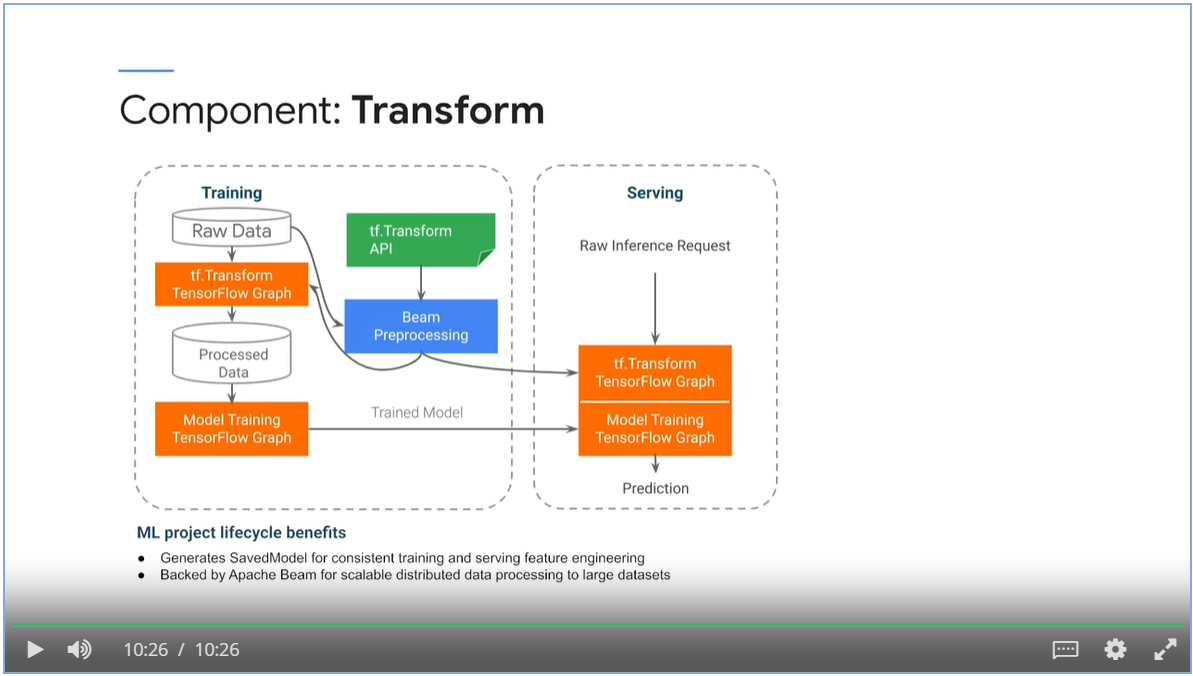 Component: Transform
Training
Raw Data
tf.Transform
TensorFlow Graph
Processed
Data
Model Training
TensorFlow Graph
tf.Transform
API
Beam
Preprocessing
Trained Model
Serving
Raw Inference Request
tf.Transform
TensorFlow Graph
Model Training
TensorFlow Graph
Prediction
ML project lifecycle benefits
● Generates SavedModel for consistent training and serving feature engineering
● Backed by Apache Beam for scalable distributed data processing to large datasets
10:26 / 10:26